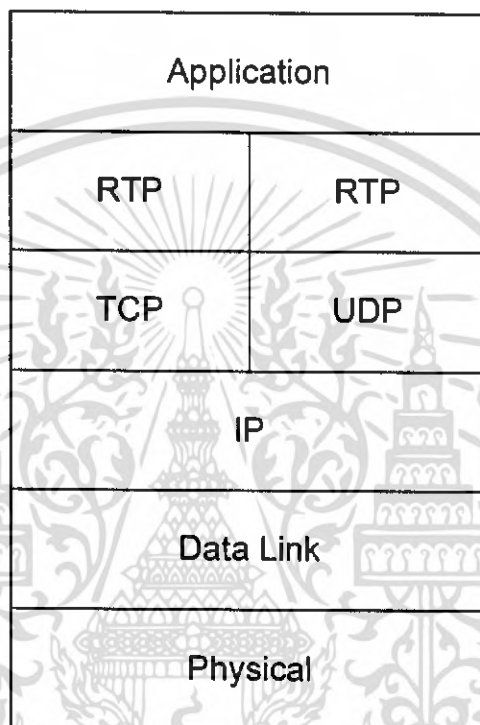 Application
RTP RTP
TCP UDP
IP
Data Link
Physical